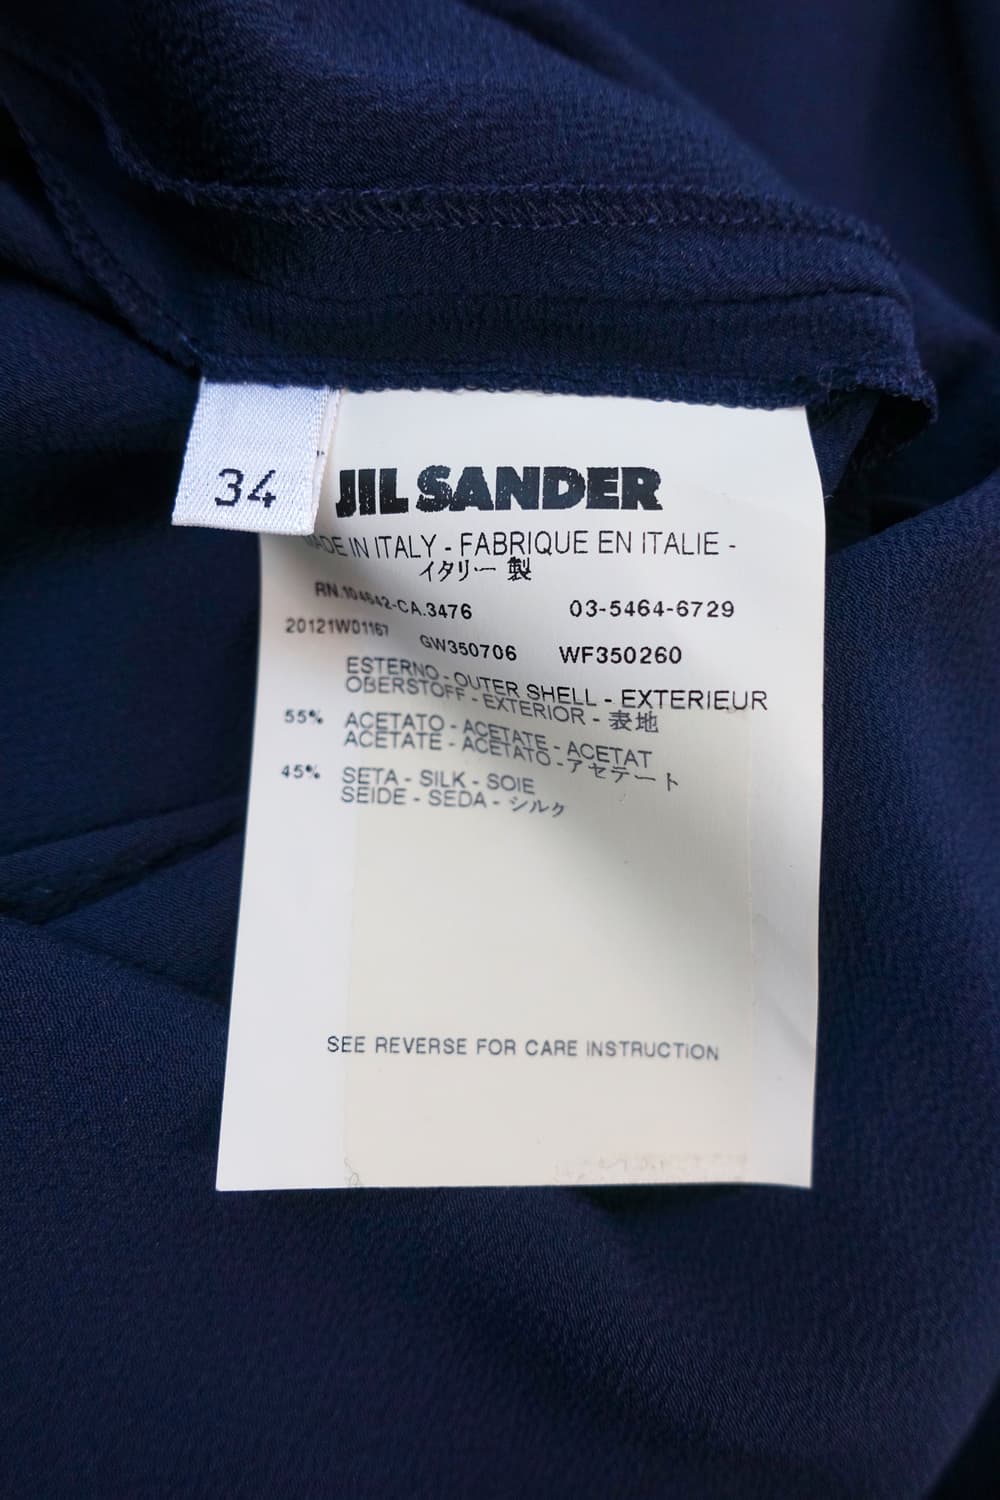 34
JIL SANDER
MADE IN ITALY - FABRIQUE EN ITALIE -
イタリー 製
RN.104642-CA.3476 03-5464-6729
20121W01167 GW350706 WF350260
ESTERNO - OUTER SHELL - EXTERIEUR
OBERSTOFF - EXTERIOR - 表地
55% ACETATO - ACETATE - ACETAT
ACETATE - ACETATO - アセテート
45% SETA - SILK - SOIE
SEIDE - SEDA - シルク
SEE REVERSE FOR CARE INSTRUCTION